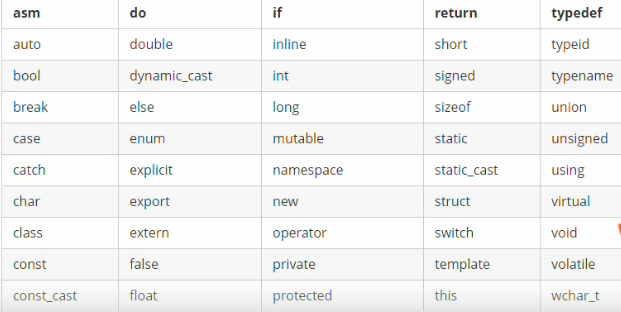 asm do if return typedef
auto double inline short typeid
bool dynamic_cast int signed typename
break else long sizeof union
case enum mutable static unsigned
catch explicit namespace static_cast using
char export new struct virtual
class extern operator switch void
const false private template volatile
const_cast float protected this wchar_t